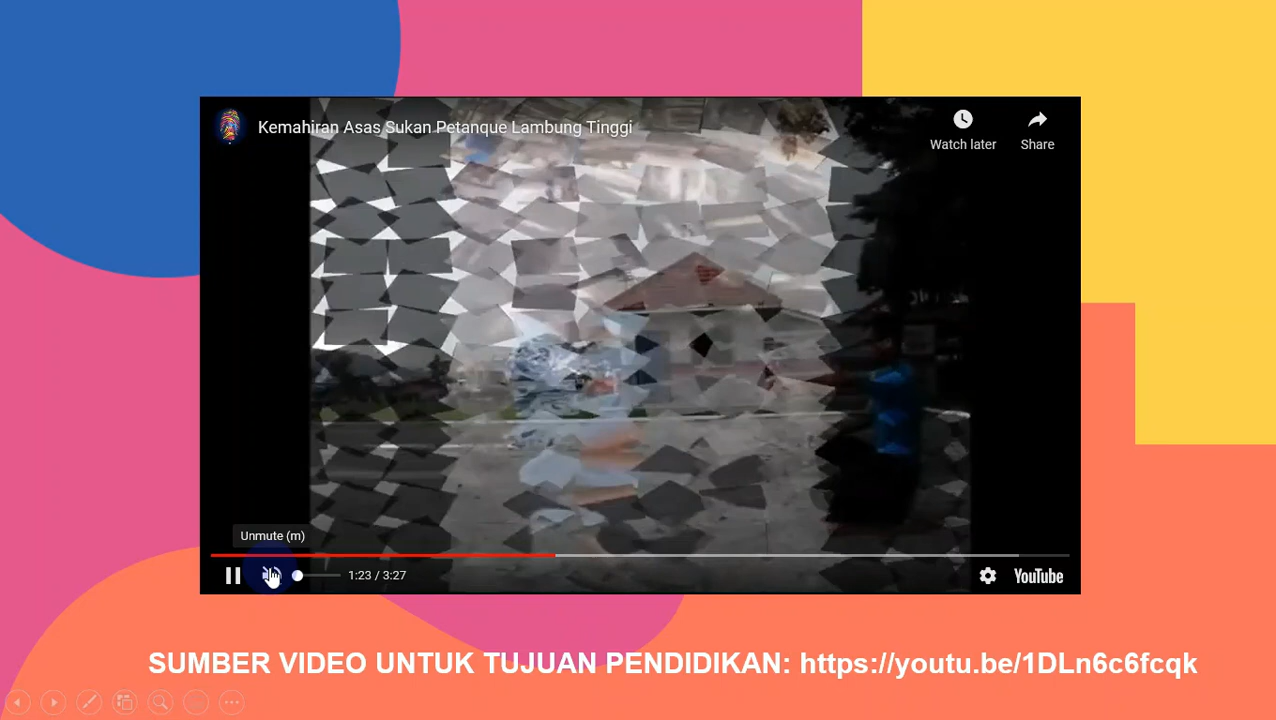 Kemahiran Asas Sukan Petanque Lambung Tinggi
Watch later
Share
Unmute (m)
1:23 / 3:27
YouTube
SUMBER VIDEO UNTUK TUJUAN PENDIDIKAN: https://youtu.be/1DLn6c6fcqk